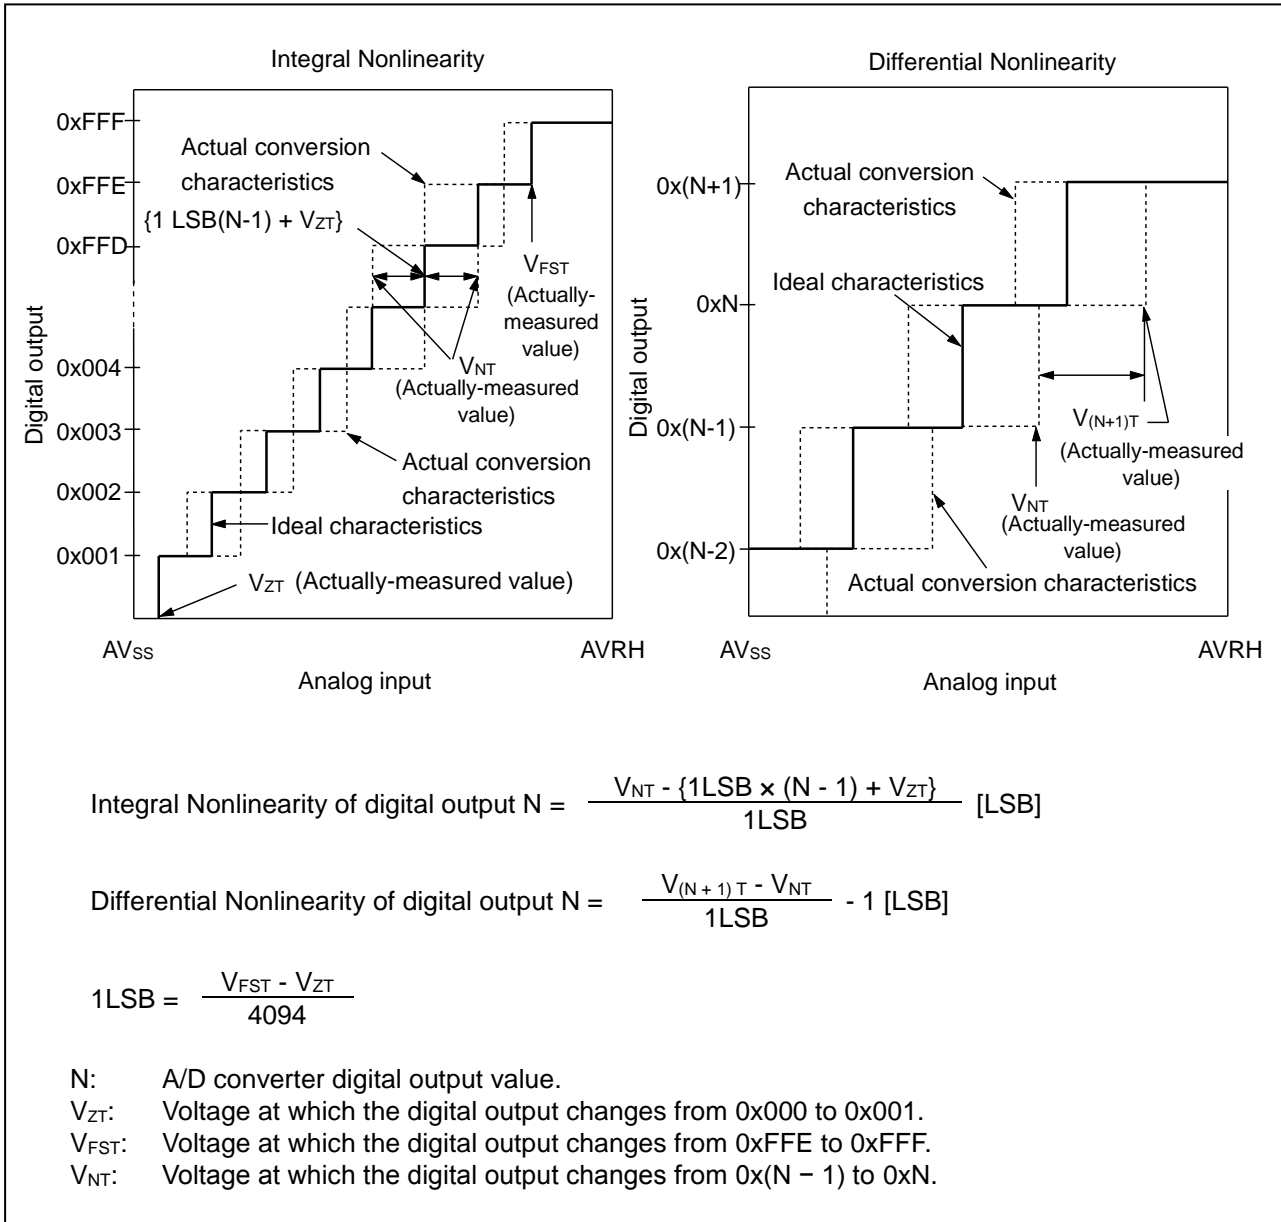 Integral Nonlinearity
0xFFF
0xFFE
0xFFD
0x004
0x003
0x002
0x001
Digital output
Actual conversion
characteristics
{1 LSB(N-1) + VZT}
VFST
(Actually-
measured
value)
VNT
(Actually-measured
value)
Actual conversion
characteristics
Ideal characteristics
VZT (Actually-measured value)
AVSS
AVRH
Analog input
Differential Nonlinearity
0x(N+1)
0xN
0x(N-1)
0x(N-2)
Digital output
Actual conversion
characteristics
Ideal characteristics
V(N+1)T
(Actually-measured
value)
VNT
(Actually-measured
value)
Actual conversion characteristics
AVSS
AVRH
Analog input
Integral Nonlinearity of digital output N = VNT - {1LSB × (N - 1) + VZT} / 1LSB [LSB]
Differential Nonlinearity of digital output N = V(N + 1) T - VNT / 1LSB - 1 [LSB]
1LSB = VFST - VZT / 4094
N: A/D converter digital output value.
VZT: Voltage at which the digital output changes from 0x000 to 0x001.
VFST: Voltage at which the digital output changes from 0xFFE to 0xFFF.
VNT: Voltage at which the digital output changes from 0x(N − 1) to 0xN.